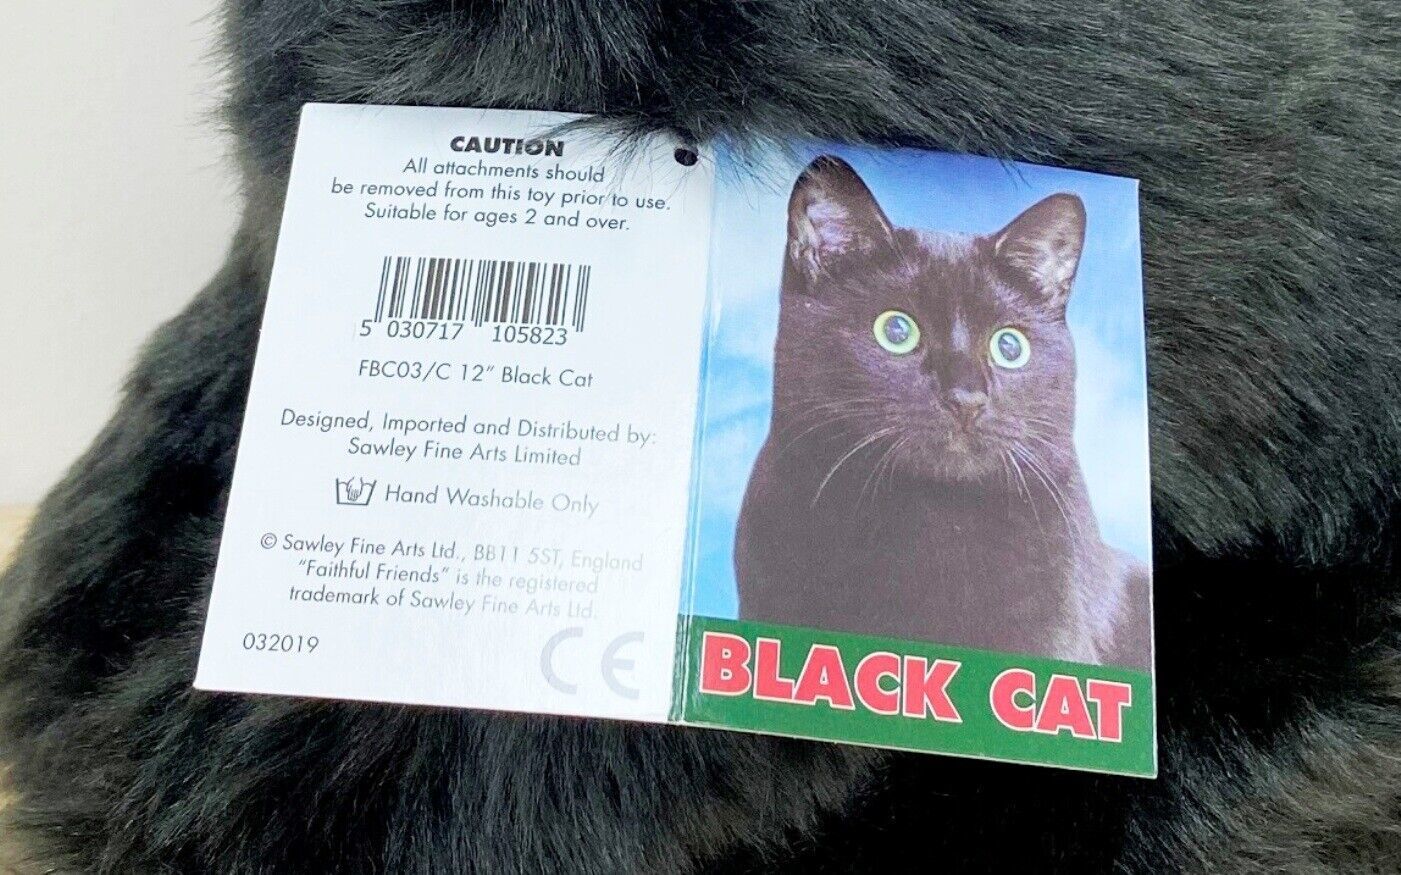 CAUTION
All attachments should
be removed from this toy prior to use.
Suitable for ages 2 and over.
5 030717 105823
FBC03/C 12" Black Cat
Designed, Imported and Distributed by:
Sawley Fine Arts Limited
Hand Washable Only
© Sawley Fine Arts Ltd., BB11 5ST, England
"Faithful Friends" is the registered
trademark of Sawley Fine Arts Ltd.
032019
CE
BLACK CAT